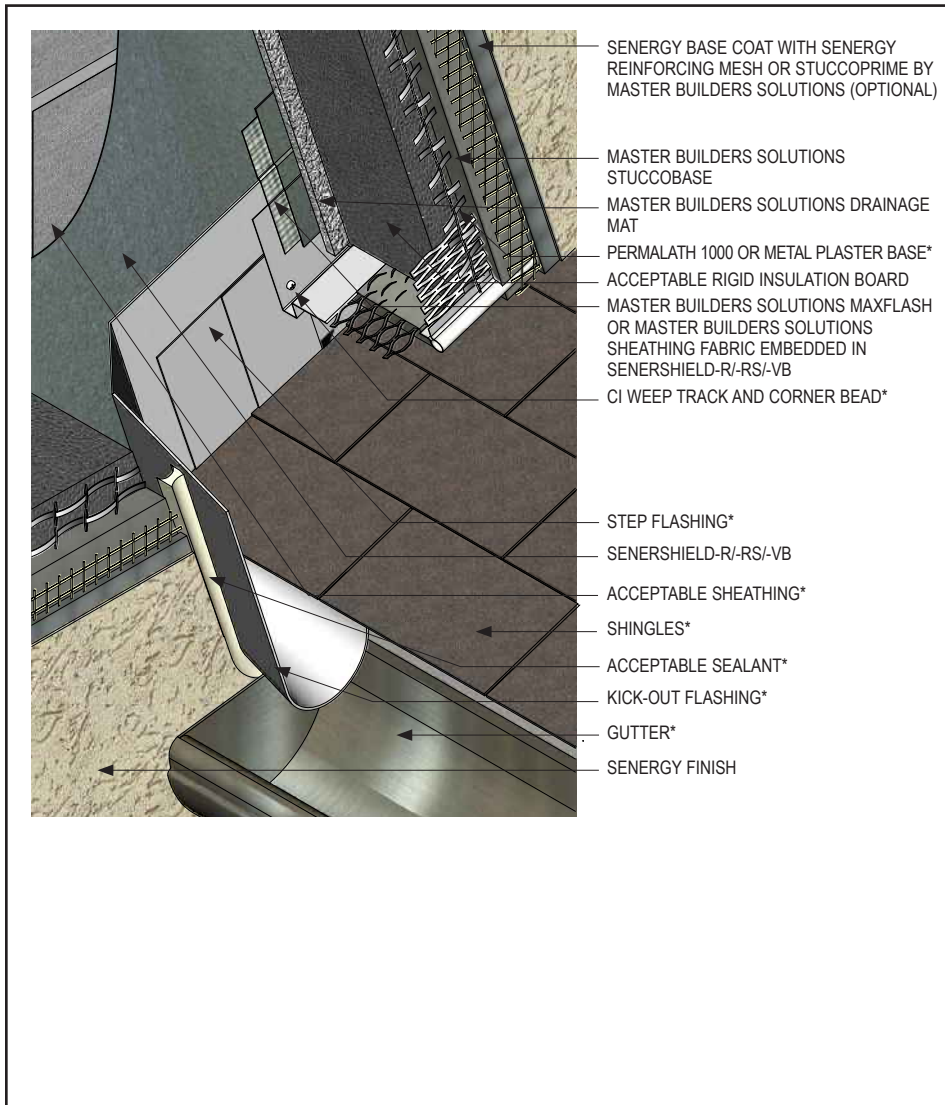 SENERGY BASE COAT WITH SENERGY
REINFORCING MESH OR STUCCOPRIME BY
MASTER BUILDERS SOLUTIONS (OPTIONAL)
MASTER BUILDERS SOLUTIONS
STUCCOBASE
MASTER BUILDERS SOLUTIONS DRAINAGE
MAT
PERMALATH 1000 OR METAL PLASTER BASE*
ACCEPTABLE RIGID INSULATION BOARD
MASTER BUILDERS SOLUTIONS MAXFLASH
OR MASTER BUILDERS SOLUTIONS
SHEATHING FABRIC EMBEDDED IN
SENERSHIELD-R/-RS/-VB
CI WEEP TRACK AND CORNER BEAD*
STEP FLASHING*
SENERSHIELD-R/-RS/-VB
ACCEPTABLE SHEATHING*
SHINGLES*
ACCEPTABLE SEALANT*
KICK-OUT FLASHING*
GUTTER*
SENERGY FINISH